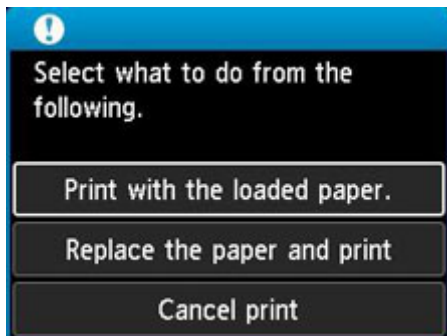 Select what to do from the
following.
Print with the loaded paper.
Replace the paper and print
Cancel print